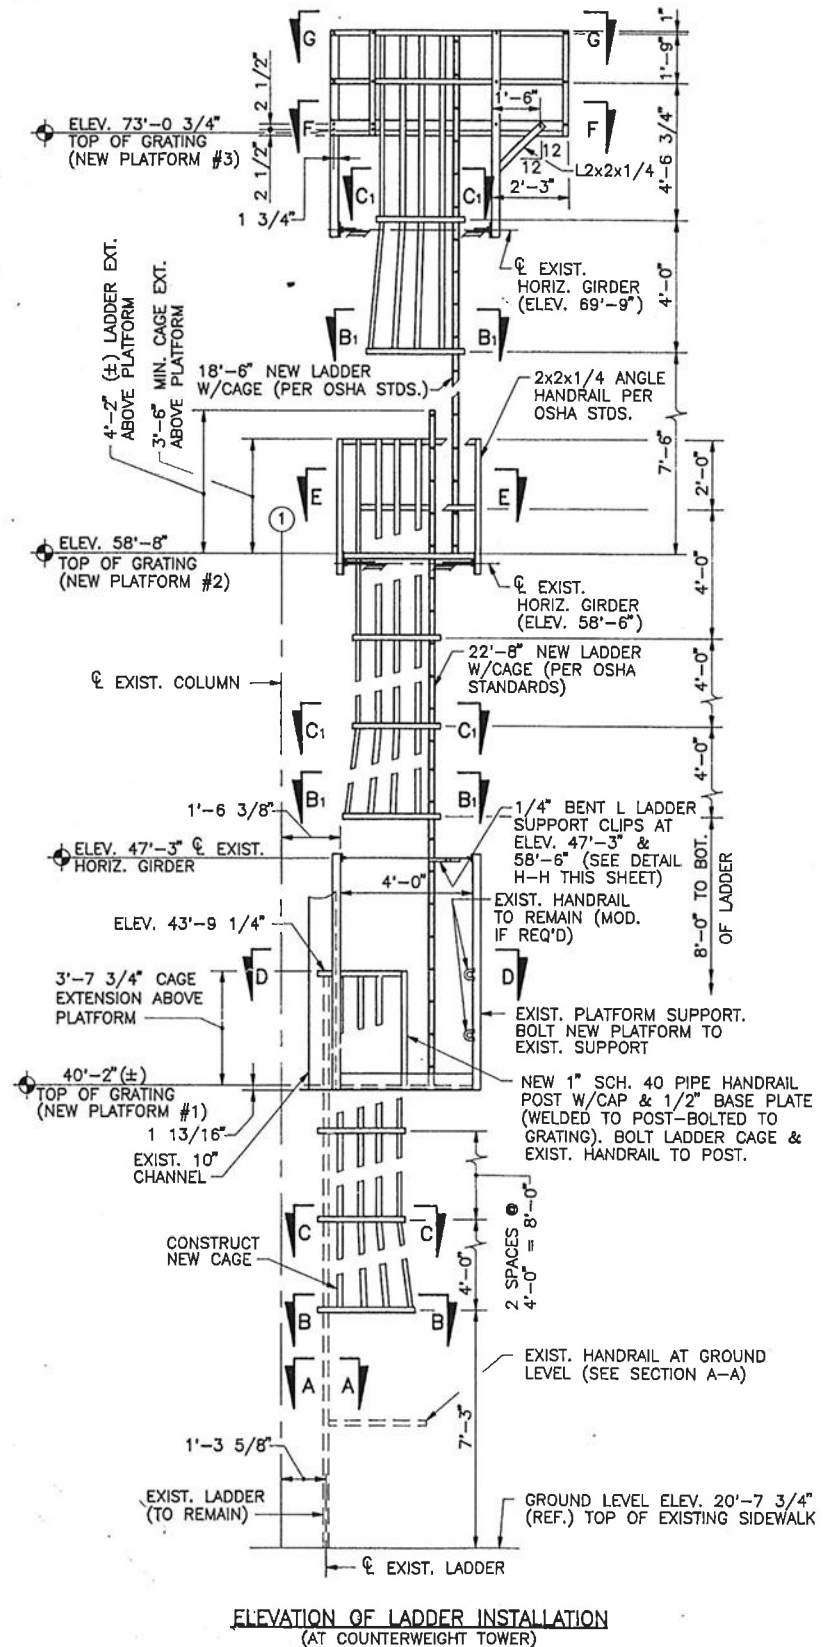 G
G
1"
1'-9"
2 1/2"
1'-6"
ELEV. 73'-0 3/4"
TOP OF GRATING
(NEW PLATFORM #3)
F
F
2 1/2"
12
12
L2x2x1/4
4'-6 3/4"
2'-3"
C1
C1
1 3/4"
℄ EXIST.
HORIZ. GIRDER
(ELEV. 69'-9")
4'-0"
4'-2" (±) LADDER EXT.
ABOVE PLATFORM
3'-6" MIN. CAGE EXT.
ABOVE PLATFORM
B1
B1
18'-6" NEW LADDER
W/CAGE (PER OSHA STDS.)
2x2x1/4 ANGLE
HANDRAIL PER
OSHA STDS.
7'-6"
2'-0"
E
E
1
ELEV. 58'-8"
TOP OF GRATING
(NEW PLATFORM #2)
℄ EXIST.
HORIZ. GIRDER
(ELEV. 58'-6")
4'-0"
22'-8" NEW LADDER
W/CAGE (PER OSHA
STANDARDS)
℄ EXIST. COLUMN
4'-0"
C1
C1
4'-0"
B1
B1
1'-6 3/8"
1/4" BENT L LADDER
SUPPORT CLIPS AT
ELEV. 47'-3" &
58'-6" (SEE DETAIL
H-H THIS SHEET)
ELEV. 47'-3" ℄ EXIST.
HORIZ. GIRDER
4'-0"
EXIST. HANDRAIL
TO REMAIN (MOD.
IF REQ'D)
8'-0" TO BOT.
OF LADDER
ELEV. 43'-9 1/4"
D
D
3'-7 3/4" CAGE
EXTENSION ABOVE
PLATFORM
EXIST. PLATFORM SUPPORT.
BOLT NEW PLATFORM TO
EXIST. SUPPORT
40'-2" (±)
TOP OF GRATING
(NEW PLATFORM #1)
NEW 1" SCH. 40 PIPE HANDRAIL
POST W/CAP & 1/2" BASE PLATE
(WELDED TO POST-BOLTED TO
GRATING). BOLT LADDER CAGE &
EXIST. HANDRAIL TO POST.
1 13/16"
EXIST. 10"
CHANNEL
C
C
2 SPACES @
4'-0" = 8'-0"
CONSTRUCT
NEW CAGE
4'-0"
B
B
A
A
EXIST. HANDRAIL AT GROUND
LEVEL (SEE SECTION A-A)
7'-3"
1'-3 5/8"
EXIST. LADDER
(TO REMAIN)
GROUND LEVEL ELEV. 20'-7 3/4"
(REF.) TOP OF EXISTING SIDEWALK
℄ EXIST. LADDER
ELEVATION OF LADDER INSTALLATION
(AT COUNTERWEIGHT TOWER)